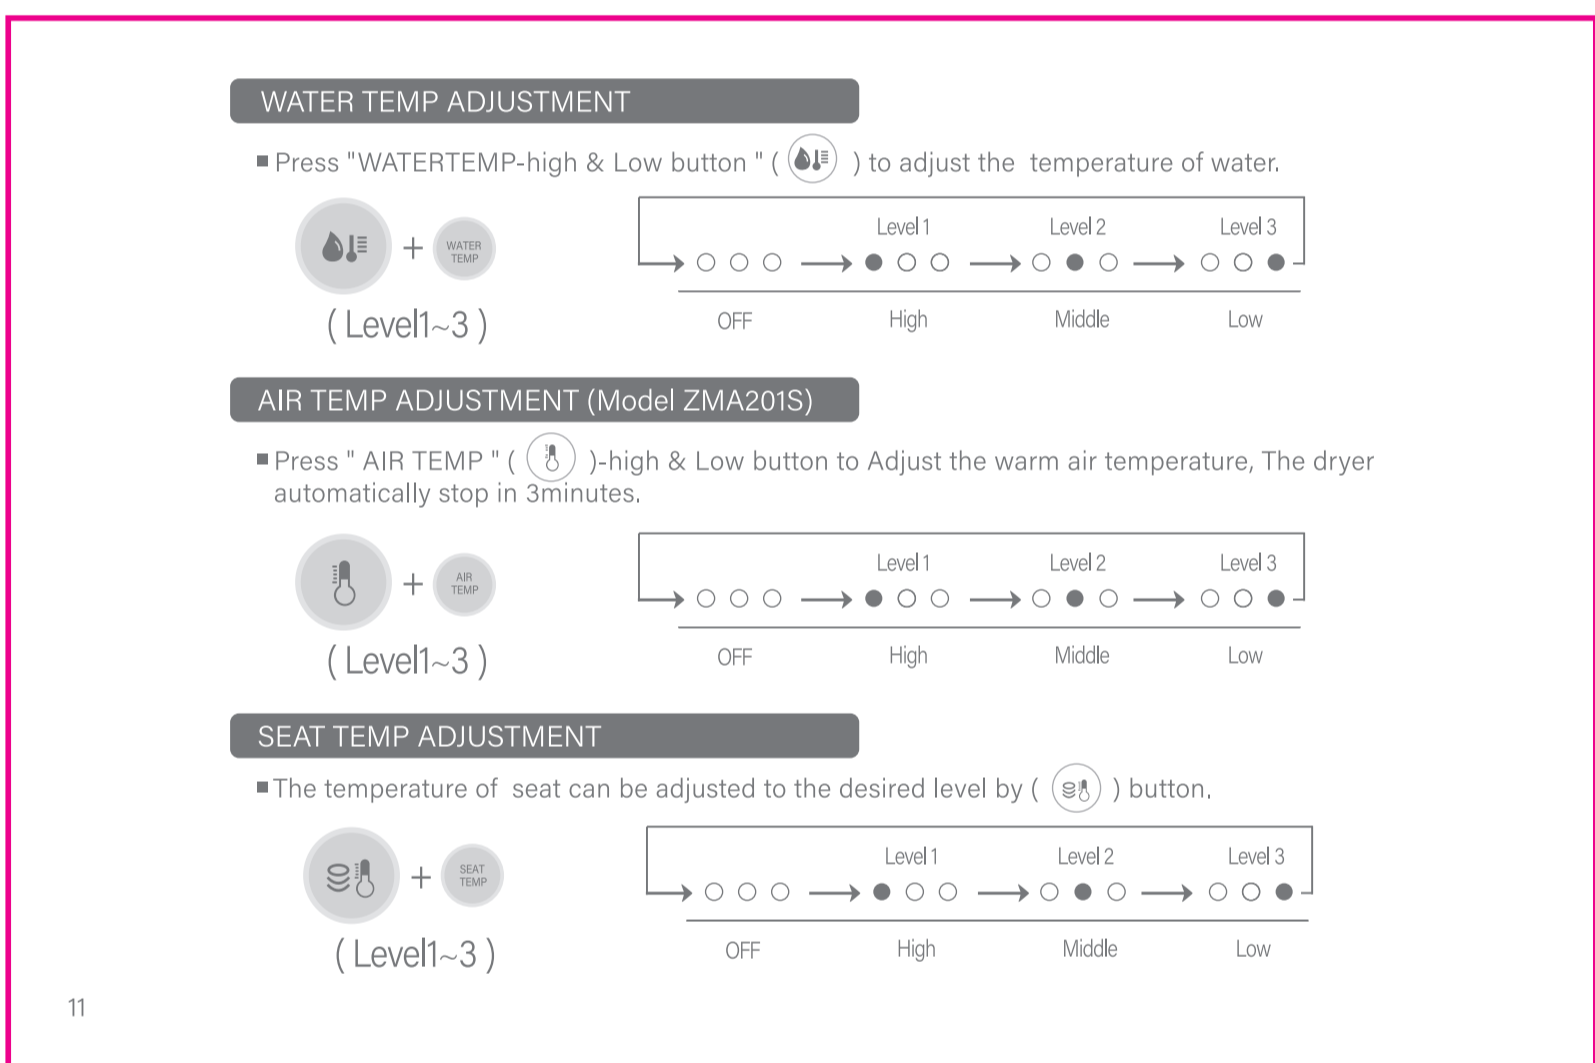 WATER TEMP ADJUSTMENT
Press "WATERTEMP-high & Low button " ( ) to adjust the temperature of water.
Level 1 Level 2 Level 3
+ WATER TEMP
( Level1~3 )
OFF High Middle Low
AIR TEMP ADJUSTMENT (Model ZMA201S)
Press " AIR TEMP " ( )-high & Low button to Adjust the warm air temperature, The dryer
automatically stop in 3minutes.
Level 1 Level 2 Level 3
+ AIR TEMP
( Level1~3 )
OFF High Middle Low
SEAT TEMP ADJUSTMENT
The temperature of seat can be adjusted to the desired level by ( ) button.
Level 1 Level 2 Level 3
+ SEAT TEMP
( Level1~3 )
OFF High Middle Low
11